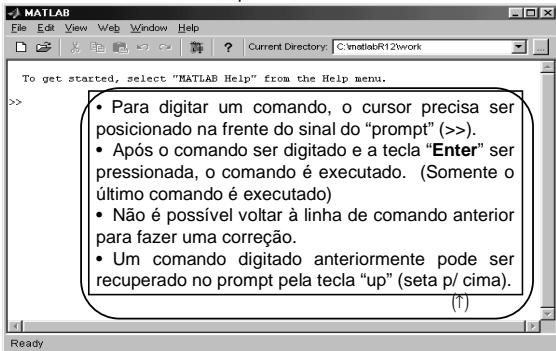 MATLAB
File Edit View Web Window Help
? Current Directory: C:\matlabR12\work ...
To get started, select "MATLAB Help" from the Help menu.
>>
• Para digitar um comando, o cursor precisa ser
posicionado na frente do sinal do “prompt” (>>).
• Após o comando ser digitado e a tecla “Enter” ser
pressionada, o comando é executado. (Somente o
último comando é executado)
• Não é possível voltar à linha de comando anterior
para fazer uma correção.
• Um comando digitado anteriormente pode ser
recuperado no prompt pela tecla “up” (seta p/ cima).
(↑)
Ready